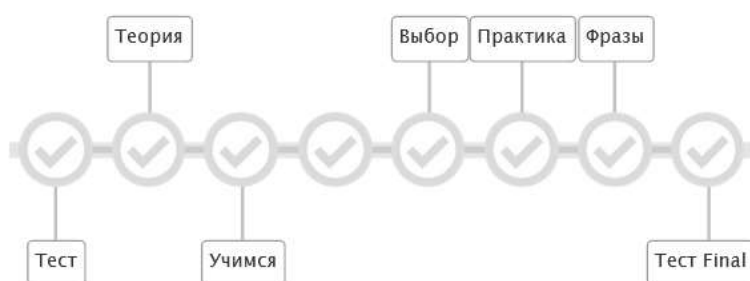 Теория
Выбор
Практика
Фразы
Тест
Учимся
Тест Final